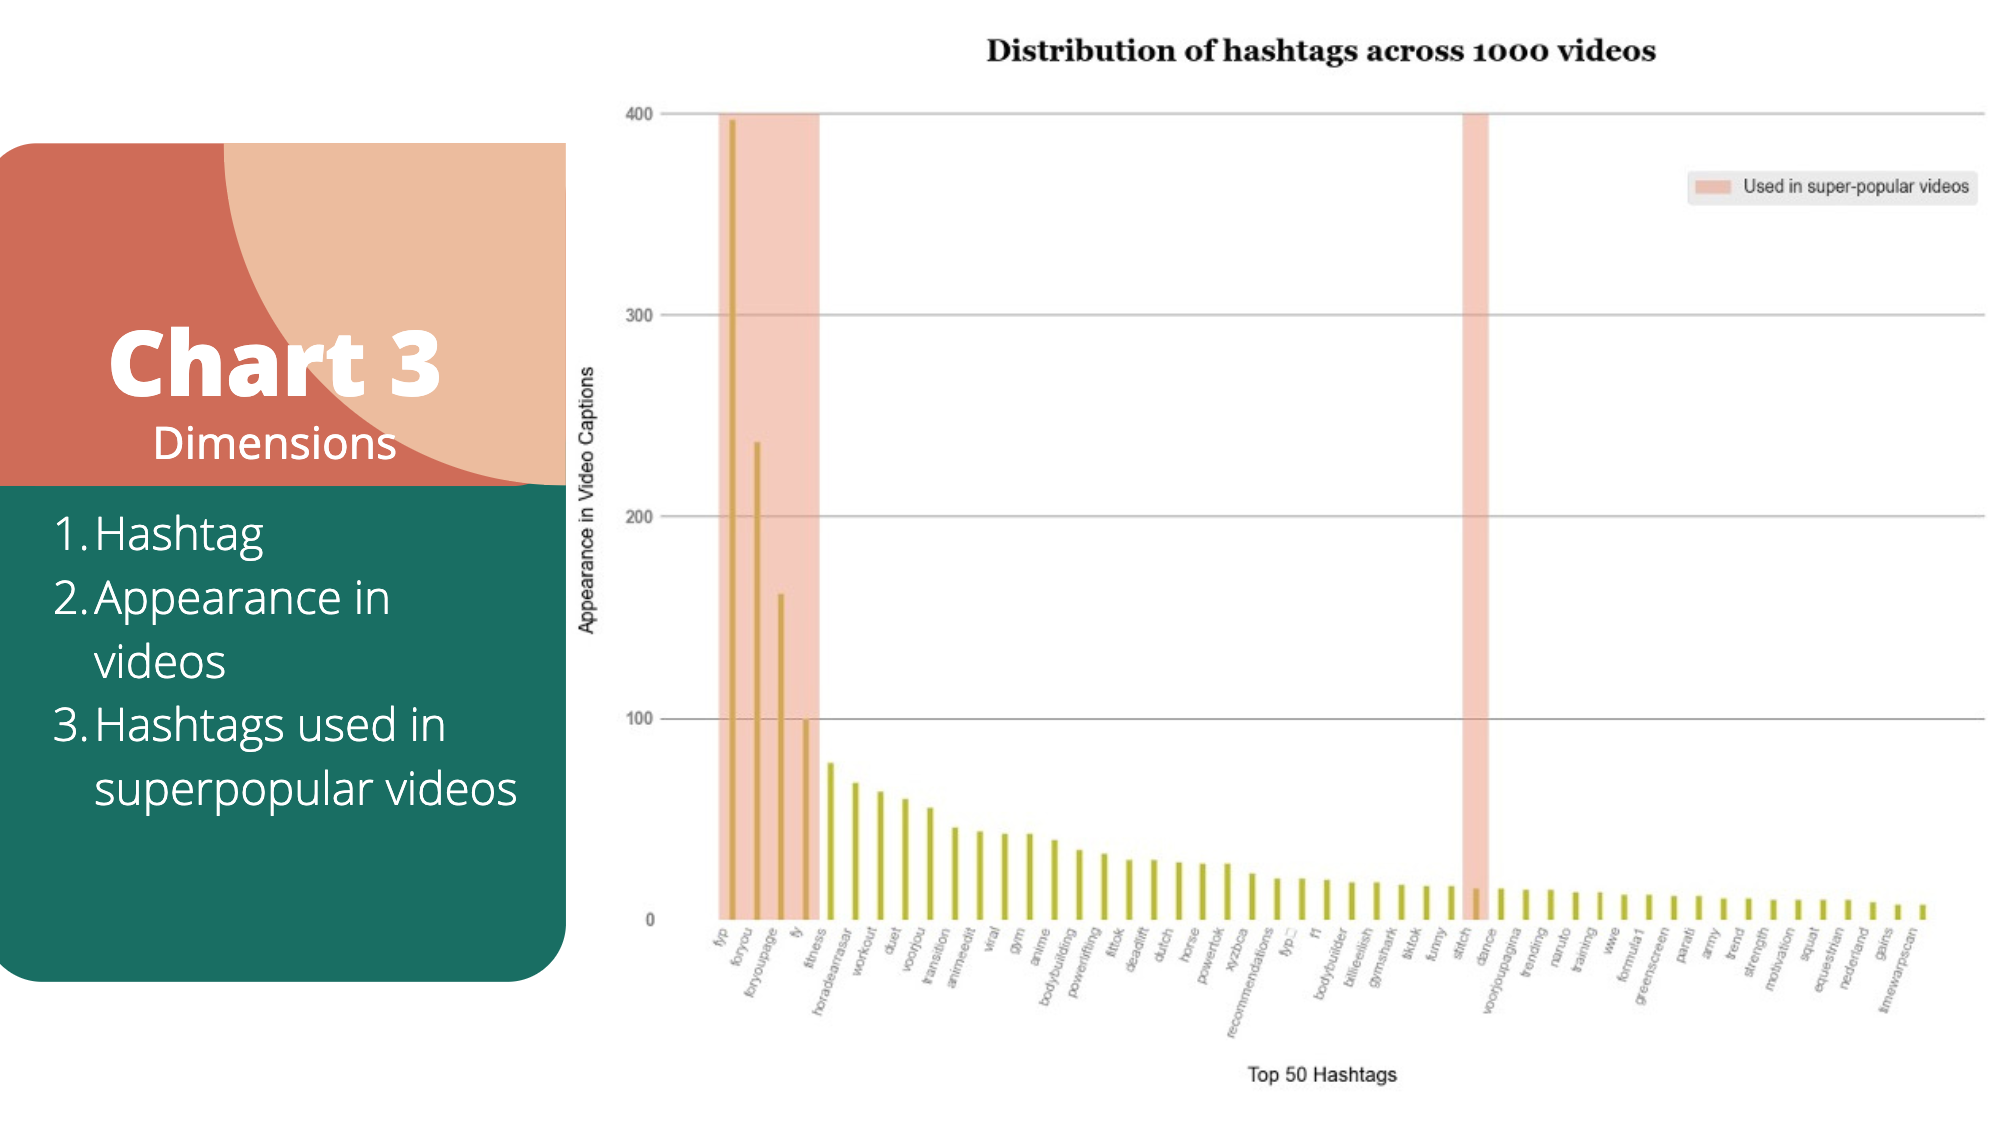 Distribution of hashtags across 1000 videos
Chart 3
Dimensions
1. Hashtag
2. Appearance in
videos
3. Hashtags used in
superpopular videos
Appearance in Video Captions
400
300
200
100
0
Used in super-popular videos
fyp
foryou
foryoupage
fy
fitness
horadearrasar
workout
duet
voorjou
transition
animeedit
viral
gym
anime
bodybuilding
powerlifting
fittok
deadlift
dutch
horse
powertok
xyzbca
recommendations
fyp□
f1
bodybuilder
billieeilish
gymshark
tiktok
funny
stitch
dance
voorjoupagina
trending
naruto
training
wwe
formula1
greenscreen
parati
army
trend
strength
motivation
squat
equestrian
nederland
gains
timewarpscan
Top 50 Hashtags